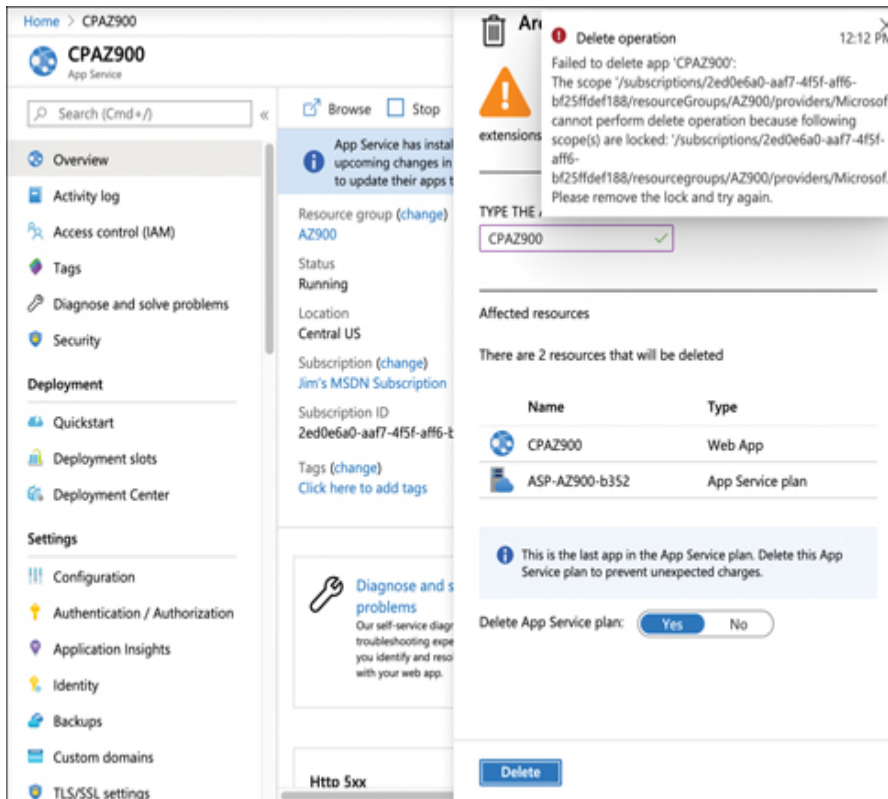 Home > CPAZ900
CPAZ900
App Service
Search (Cmd+/)
Overview
Activity log
Access control (IAM)
Tags
Diagnose and solve problems
Security
Deployment
Quickstart
Deployment slots
Deployment Center
Settings
Configuration
Authentication / Authorization
Application Insights
Identity
Backups
Custom domains
TLS/SSL settings
Browse Stop
App Service has instal
upcoming changes in
to update their apps t
Resource group (change)
AZ900
Status
Running
Location
Central US
Subscription (change)
Jim's MSDN Subscription
Subscription ID
2ed0e6a0-aaf7-4f5f-aff6-b
Tags (change)
Click here to add tags
Diagnose and s
problems
Our self-service diagr
troubleshooting expe
you identify and reso
with your web app.
Http 5xx
Are
extensions
Delete operation 12:12 PM
Failed to delete app 'CPAZ900':
The scope '/subscriptions/2ed0e6a0-aaf7-4f5f-aff6-
bf25ffdef188/resourceGroups/AZ900/providers/Microsof
cannot perform delete operation because following
scope(s) are locked: '/subscriptions/2ed0e6a0-aaf7-4f5f-
aff6-
bf25ffdef188/resourcegroups/AZ900/providers/Microsof.
Please remove the lock and try again.
TYPE THE
CPAZ900
Affected resources
There are 2 resources that will be deleted
Name Type
CPAZ900 Web App
ASP-AZ900-b352 App Service plan
This is the last app in the App Service plan. Delete this App
Service plan to prevent unexpected charges.
Delete App Service plan: Yes No
Delete